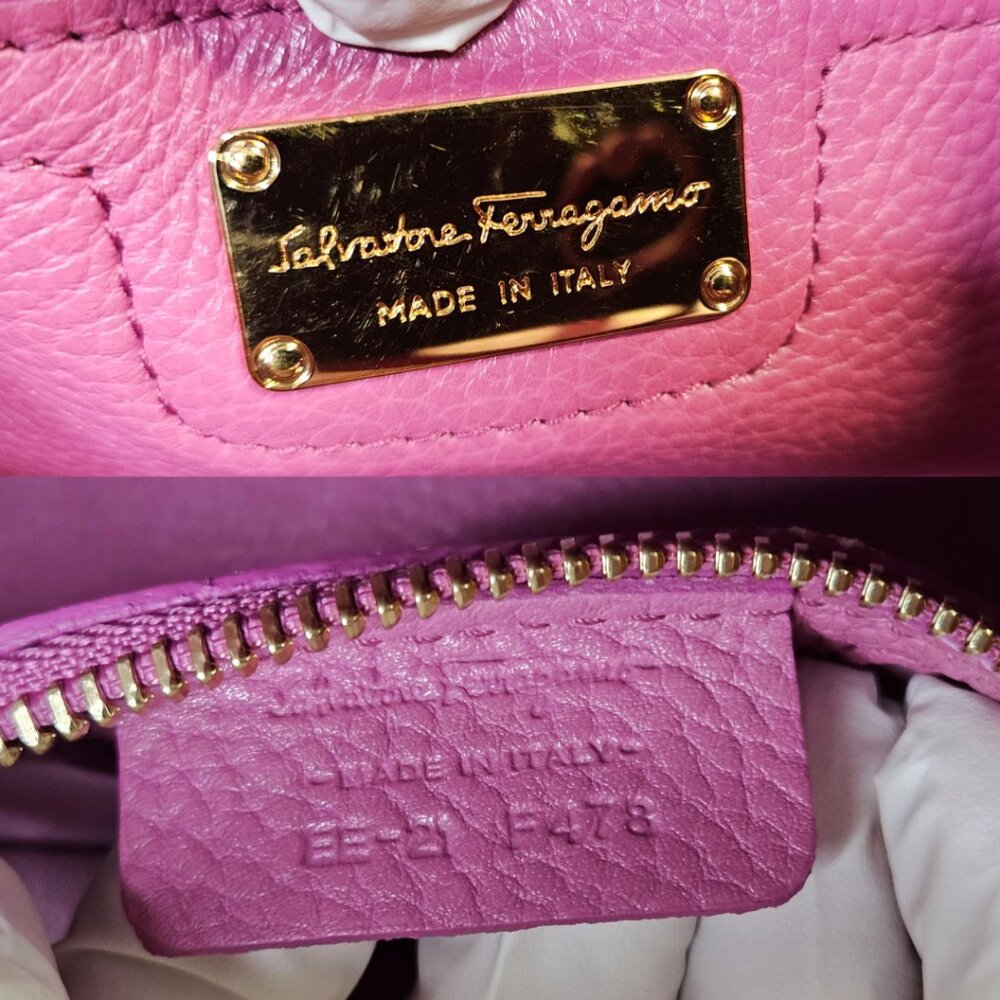 Salvatore Ferragamo
MADE IN ITALY
Salvatore Ferragamo
- MADE IN ITALY -
EE-21 F478